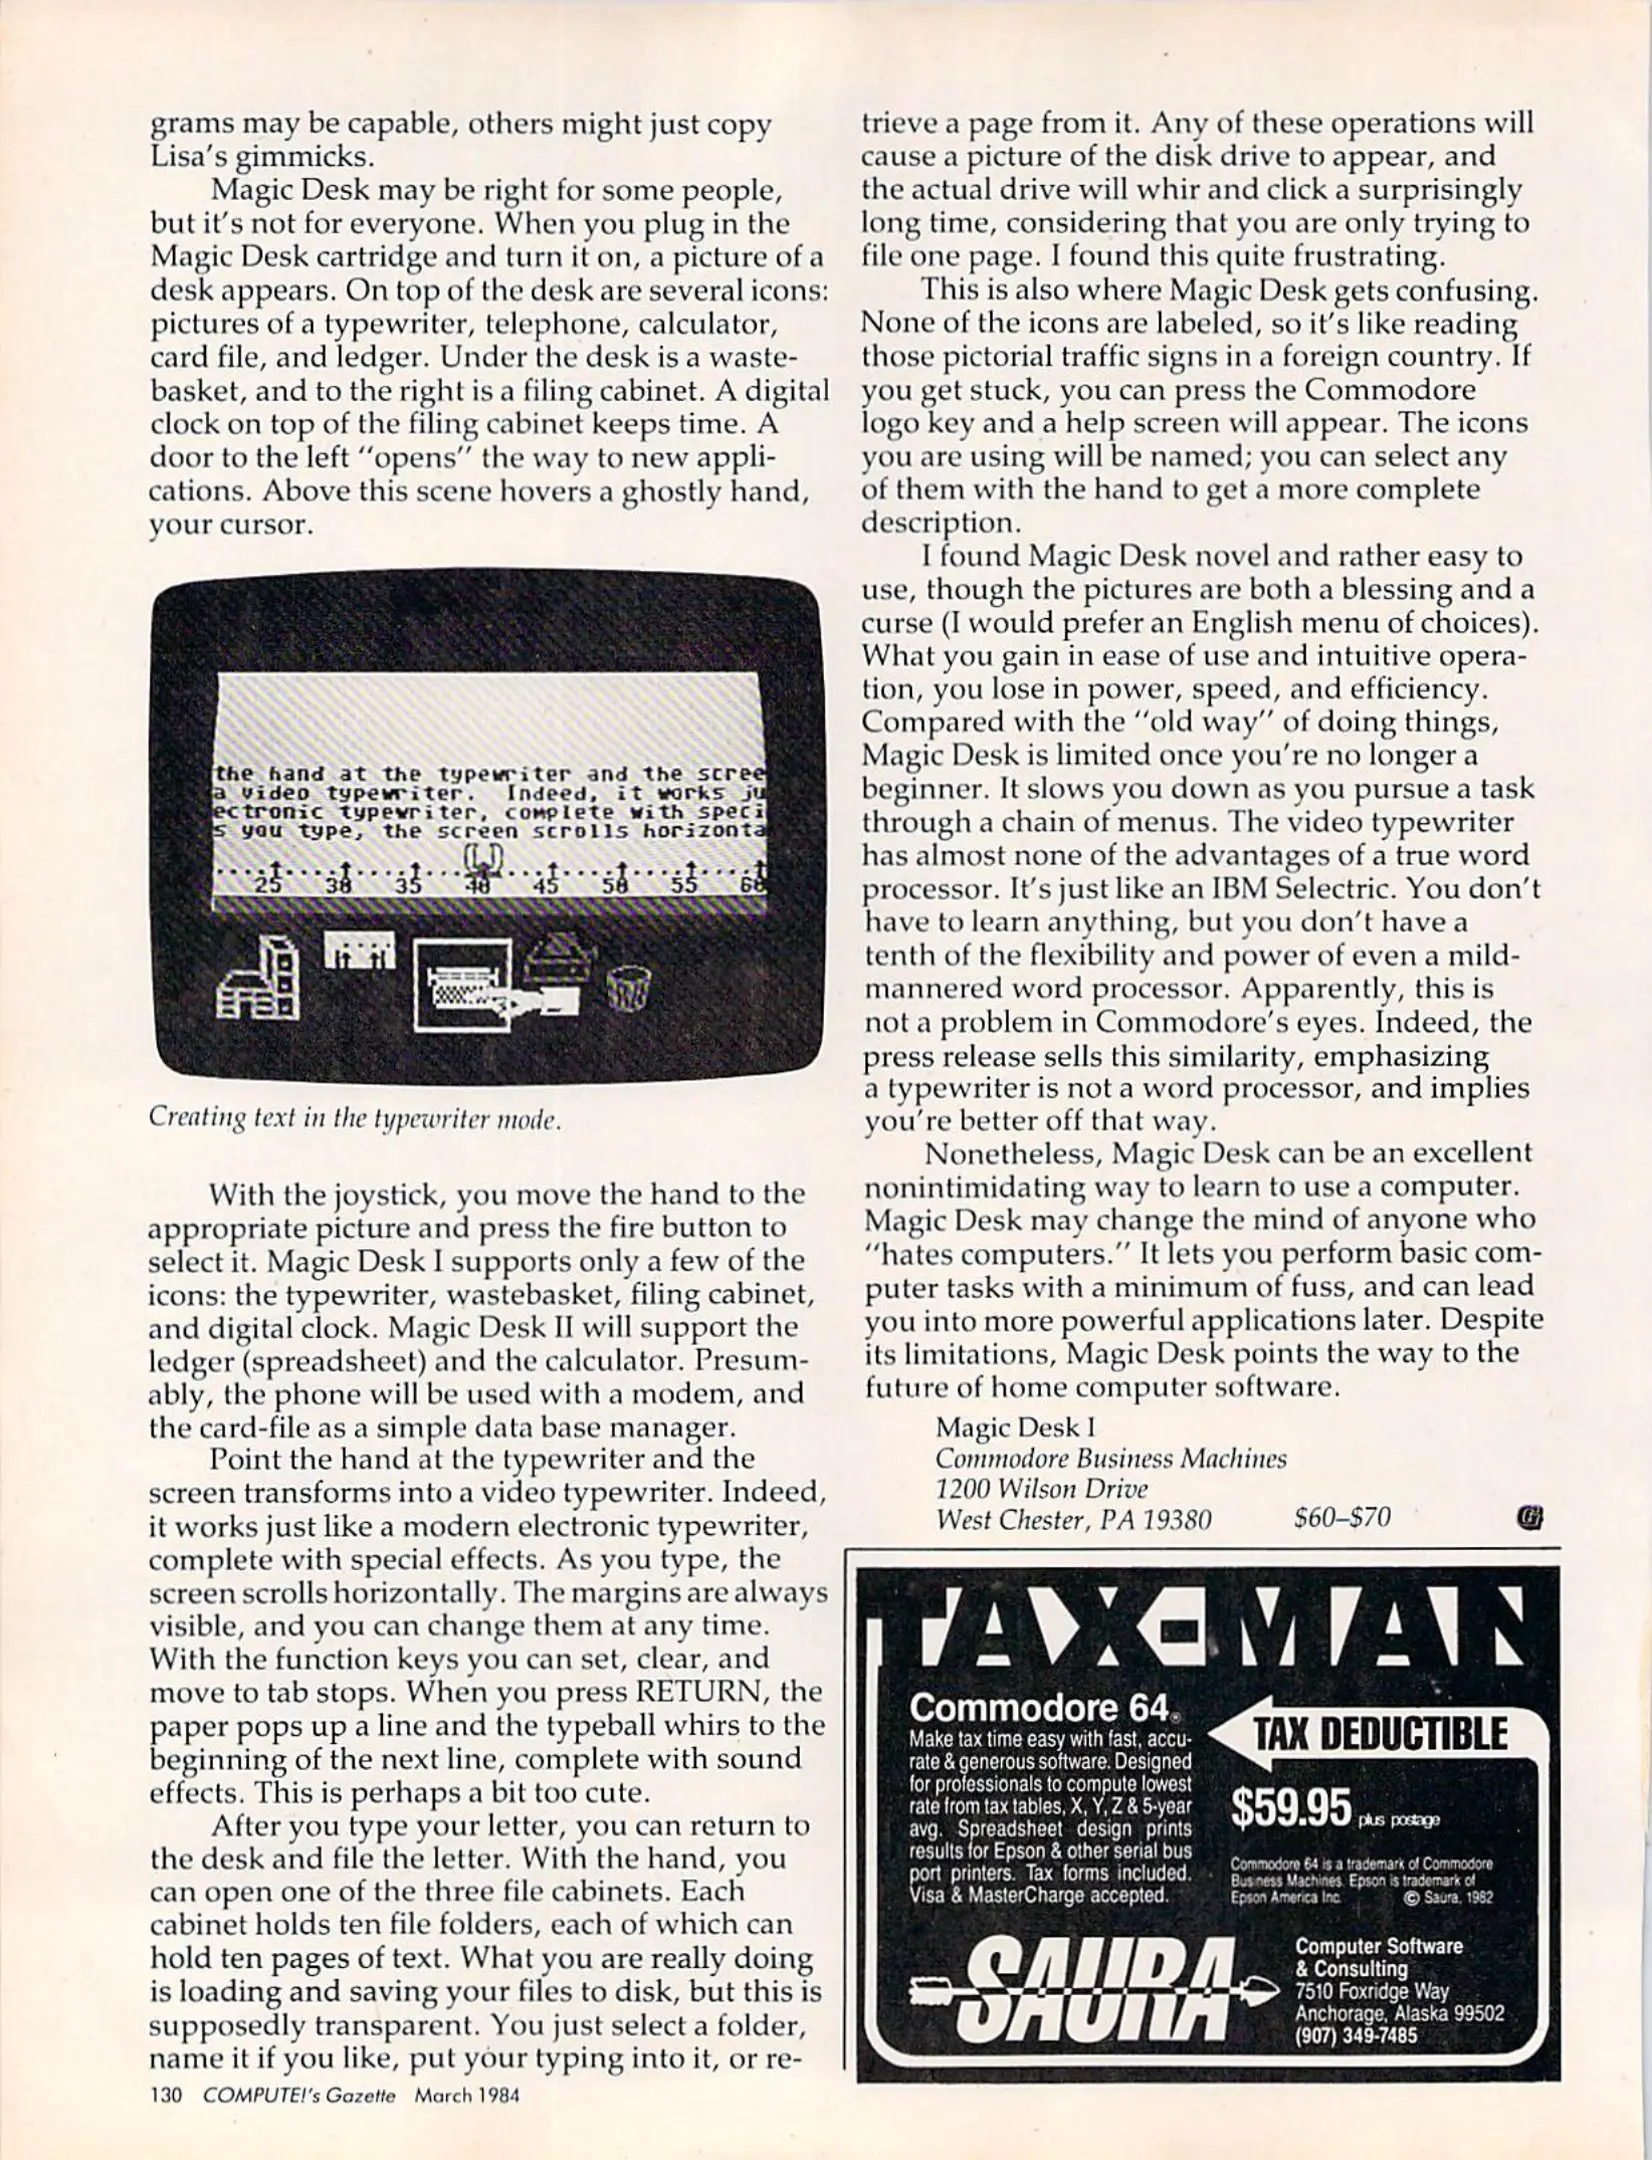 grams may be capable, others might just copy
Lisa's gimmicks.
Magic Desk may be right for some people,
but it's not for everyone. When you plug in the
Magic Desk cartridge and turn it on, a picture of a
desk appears. On top of the desk are several icons:
pictures of a typewriter, telephone, calculator,
card file, and ledger. Under the desk is a waste-
basket, and to the right is a filing cabinet. A digital
clock on top of the filing cabinet keeps time. A
door to the left "opens" the way to new appli-
cations. Above this scene hovers a ghostly hand,
your cursor.
the hand at the typewriter and the scree
a video typewriter. Indeed, it works ju
ectronic typewriter, complete with speci
s you type, the screen scrolls horizonta
25 30 35 40 45 50 55 60
Creating text in the typewriter mode.
With the joystick, you move the hand to the
appropriate picture and press the fire button to
select it. Magic Desk I supports only a few of the
icons: the typewriter, wastebasket, filing cabinet,
and digital clock. Magic Desk II will support the
ledger (spreadsheet) and the calculator. Presum-
ably, the phone will be used with a modem, and
the card-file as a simple data base manager.
Point the hand at the typewriter and the
screen transforms into a video typewriter. Indeed,
it works just like a modern electronic typewriter,
complete with special effects. As you type, the
screen scrolls horizontally. The margins are always
visible, and you can change them at any time.
With the function keys you can set, clear, and
move to tab stops. When you press RETURN, the
paper pops up a line and the typeball whirs to the
beginning of the next line, complete with sound
effects. This is perhaps a bit too cute.
After you type your letter, you can return to
the desk and file the letter. With the hand, you
can open one of the three file cabinets. Each
cabinet holds ten file folders, each of which can
hold ten pages of text. What you are really doing
is loading and saving your files to disk, but this is
supposedly transparent. You just select a folder,
name it if you like, put your typing into it, or re-
trieve a page from it. Any of these operations will
cause a picture of the disk drive to appear, and
the actual drive will whir and click a surprisingly
long time, considering that you are only trying to
file one page. I found this quite frustrating.
This is also where Magic Desk gets confusing.
None of the icons are labeled, so it's like reading
those pictorial traffic signs in a foreign country. If
you get stuck, you can press the Commodore
logo key and a help screen will appear. The icons
you are using will be named; you can select any
of them with the hand to get a more complete
description.
I found Magic Desk novel and rather easy to
use, though the pictures are both a blessing and a
curse (I would prefer an English menu of choices).
What you gain in ease of use and intuitive opera-
tion, you lose in power, speed, and efficiency.
Compared with the "old way" of doing things,
Magic Desk is limited once you're no longer a
beginner. It slows you down as you pursue a task
through a chain of menus. The video typewriter
has almost none of the advantages of a true word
processor. It's just like an IBM Selectric. You don't
have to learn anything, but you don't have a
tenth of the flexibility and power of even a mild-
mannered word processor. Apparently, this is
not a problem in Commodore's eyes. Indeed, the
press release sells this similarity, emphasizing
a typewriter is not a word processor, and implies
you're better off that way.
Nonetheless, Magic Desk can be an excellent
nonintimidating way to learn to use a computer.
Magic Desk may change the mind of anyone who
"hates computers." It lets you perform basic com-
puter tasks with a minimum of fuss, and can lead
you into more powerful applications later. Despite
its limitations, Magic Desk points the way to the
future of home computer software.
Magic Desk I
Commodore Business Machines
1200 Wilson Drive
West Chester, PA 19380 $60–$70 G
TAX-MAN
Commodore 64®
Make tax time easy with fast, accu-
rate & generous software. Designed
for professionals to compute lowest
rate from tax tables, X, Y, Z & 5-year
avg. Spreadsheet design prints
results for Epson & other serial bus
port printers. Tax forms included.
Visa & MasterCharge accepted.
TAX DEDUCTIBLE
$59.95 plus postage
Commodore 64 is a trademark of Commodore
Business Machines. Epson is trademark of
Epson America Inc. © Saura, 1982
SAURA
Computer Software
& Consulting
7510 Foxridge Way
Anchorage, Alaska 99502
(907) 349-7485
130 COMPUTE!'s Gazette March 1984